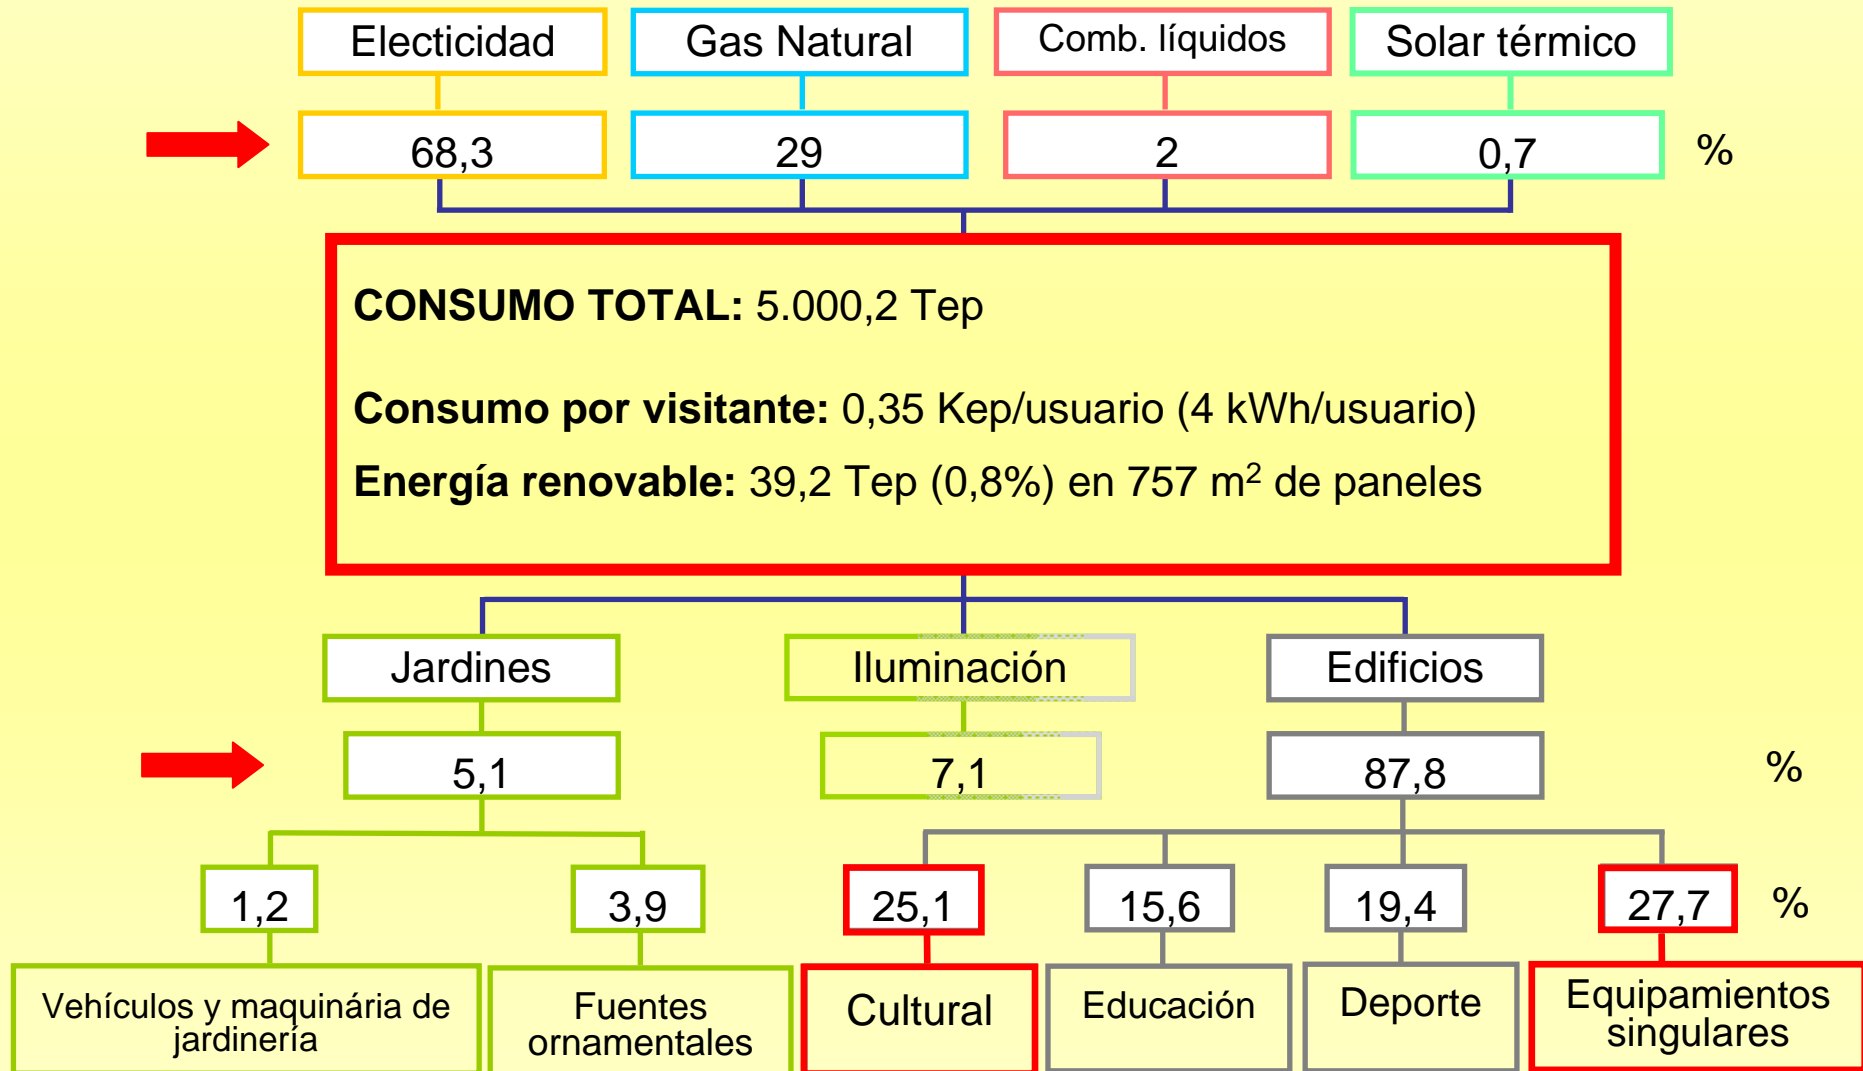 Electicidad
Gas Natural
Comb. líquidos
Solar térmico
68,3
29
2
0,7
%
CONSUMO TOTAL: 5.000,2 Tep
Consumo por visitante: 0,35 Kep/usuario (4 kWh/usuario)
Energía renovable: 39,2 Tep (0,8%) en 757 m² de paneles
Jardines
Iluminación
Edificios
5,1
7,1
87,8
%
1,2
3,9
25,1
15,6
19,4
27,7
%
Vehículos y maquinária de
jardinería
Fuentes
ornamentales
Cultural
Educación
Deporte
Equipamientos
singulares